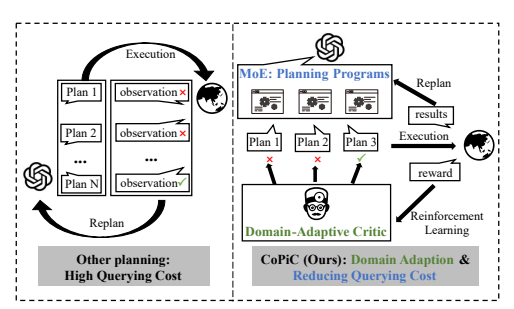 Execution
Plan 1
observation ×
Plan 2
observation ×
...
...
Plan N
observation ✓
Replan
Other planning:
High Querying Cost
MoE: Planning Programs
Replan
results
Plan 1
Plan 2
Plan 3
Execution
×
×
✓
reward
Domain-Adaptive Critic
Reinforcement
Learning
CoPiC (Ours): Domain Adaption &
Reducing Querying Cost